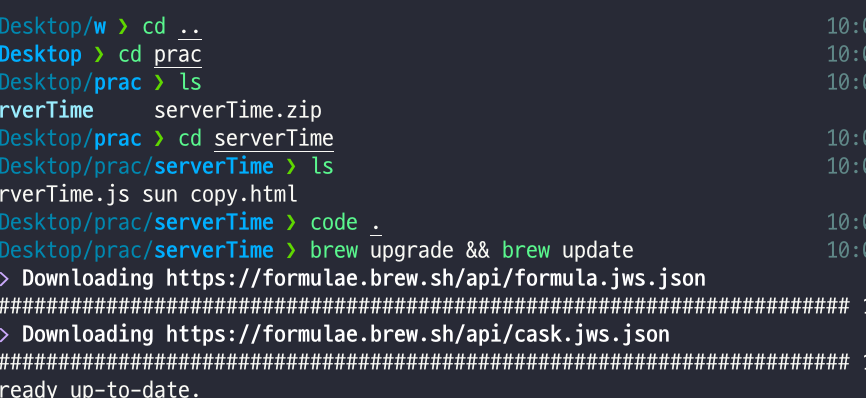 Desktop/w ❯ cd .. 10:0
Desktop ❯ cd prac 10:0
Desktop/prac ❯ ls 10:0
rverTime serverTime.zip
Desktop/prac ❯ cd serverTime 10:0
Desktop/prac/serverTime ❯ ls 10:0
rverTime.js sun copy.html
Desktop/prac/serverTime ❯ code . 10:0
Desktop/prac/serverTime ❯ brew upgrade && brew update 10:0
> Downloading https://formulae.brew.sh/api/formula.jws.json
####################################################################### 1
> Downloading https://formulae.brew.sh/api/cask.jws.json
####################################################################### 1
ready up-to-date.